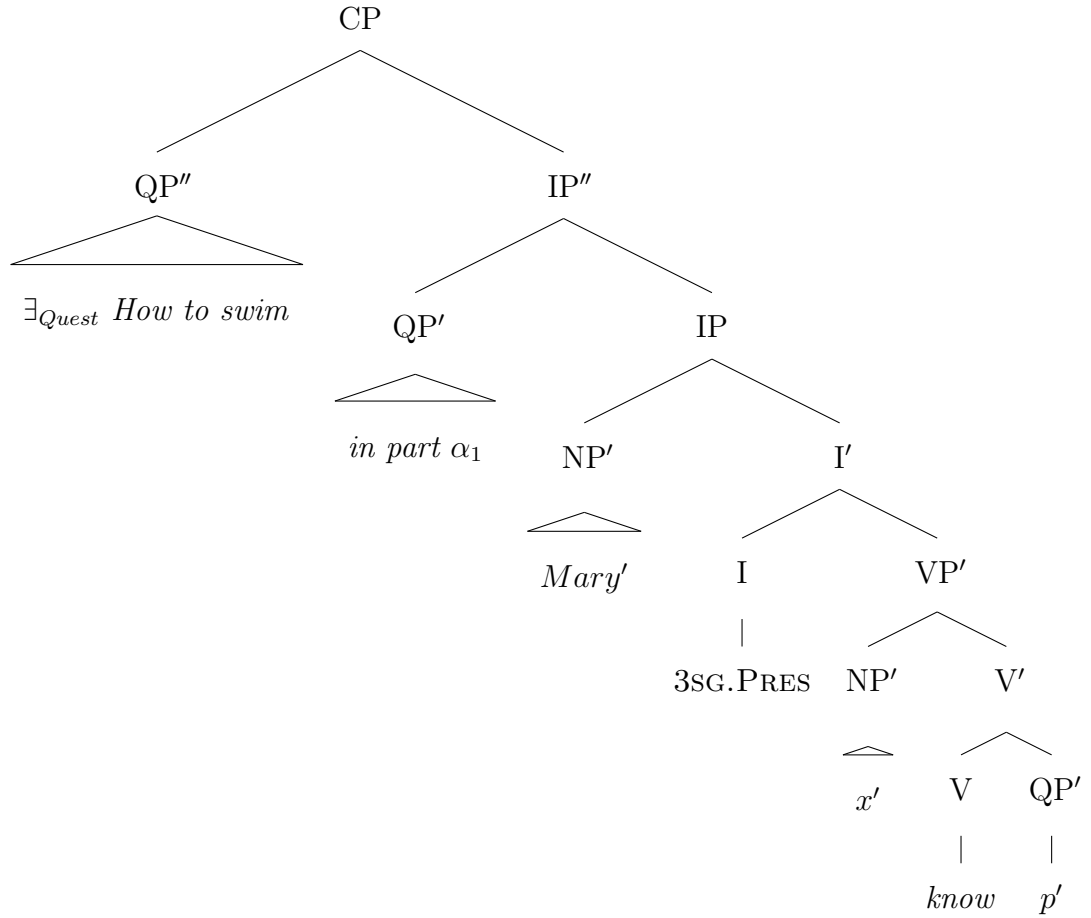 CP
QP′′ IP′′
∃Quest How to swim QP′ IP
in part α1 NP′ I′
Mary′ I VP′
3SG.PRES NP′ V′
x′ V QP′
know p′